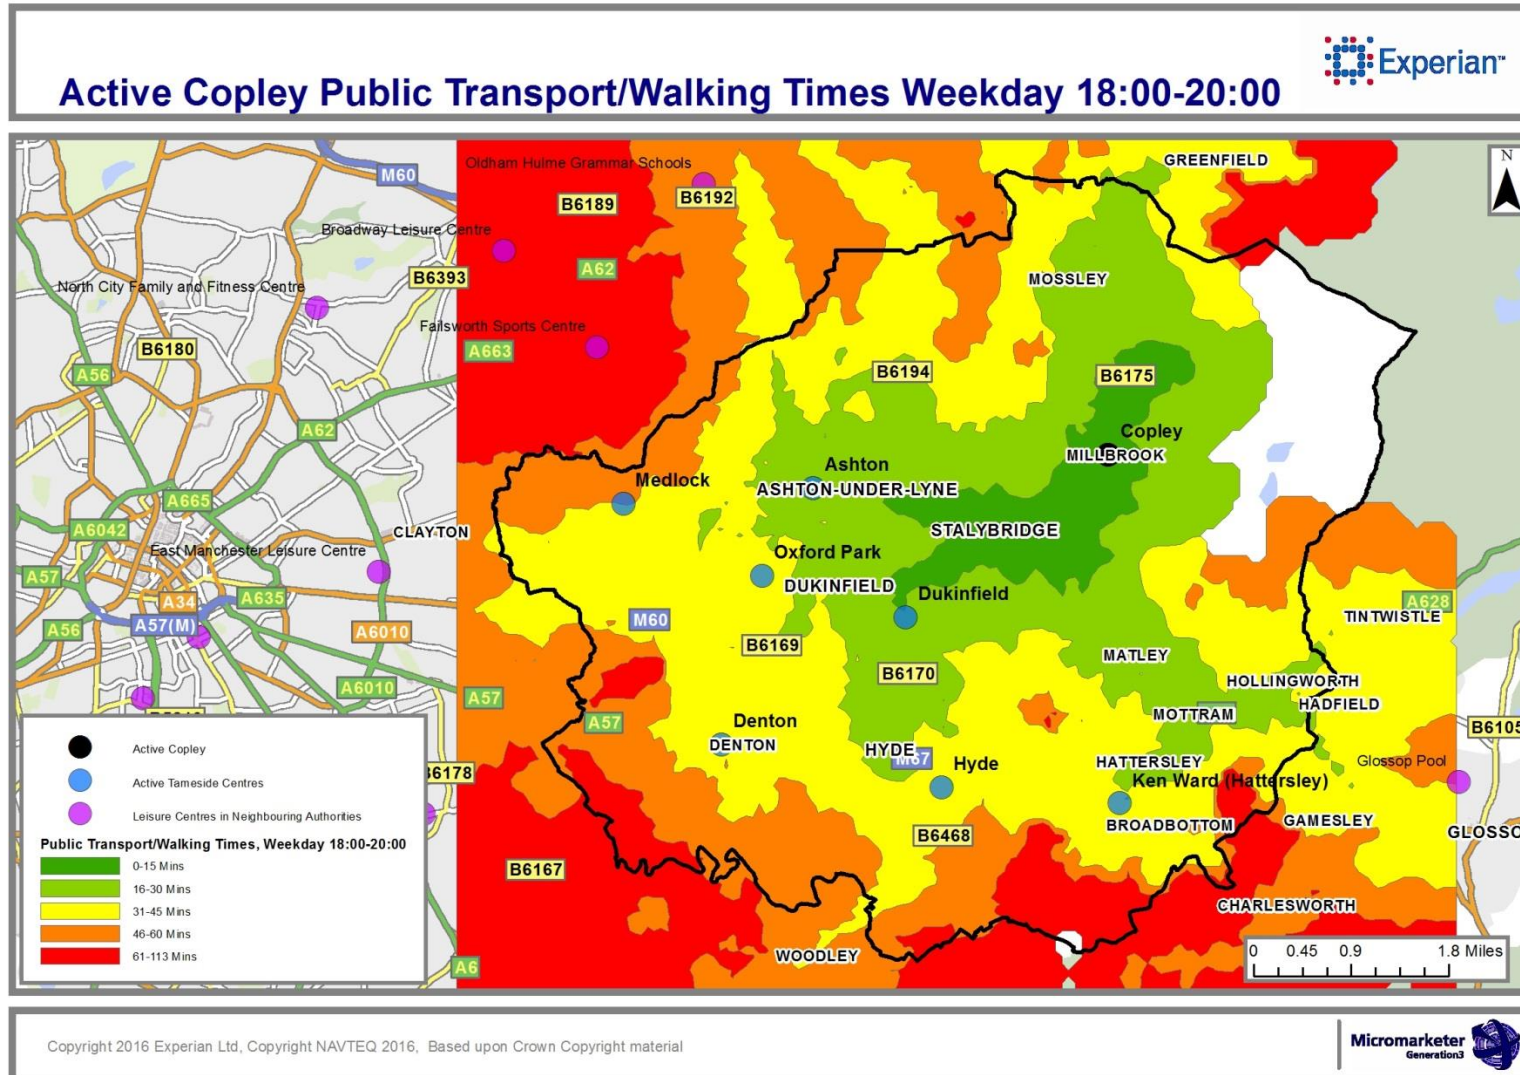 Active Copley Public Transport/Walking Times Weekday 18:00-20:00
Experian™
GREENFIELD
N
Oldham Hulme Grammar Schools
M60
B6192
B6189
Broadway Leisure Centre
A62
B6393
MOSSLEY
North City Family and Fitness Centre
Failsworth Sports Centre
B6180
A663
A56
B6194
B6175
A62
Copley
MILLBROOK
Ashton
Medlock
ASHTON-UNDER-LYNE
A665
A6042
CLAYTON
STALYBRIDGE
East Manchester Leisure Centre
Oxford Park
A57
DUKINFIELD
Dukinfield
A34
A635
A628
TINTWISTLE
A57(M)
M60
A56
A6010
B6169
MATLEY
B6170
HOLLINGWORTH
A6010
A57
HADFIELD
MOTTRAM
A57
Denton
B6105
DENTON
HYDE
M67
HATTERSLEY
Glossop Pool
Hyde
B6178
Ken Ward (Hattersley)
GAMESLEY
BROADBOTTOM
GLOSSO
B6468
B6167
CHARLESWORTH
WOODLEY
A6
Active Copley
Active Tameside Centres
Leisure Centres in Neighbouring Authorities
Public Transport/Walking Times, Weekday 18:00-20:00
0-15 Mins
16-30 Mins
31-45 Mins
46-60 Mins
61-113 Mins
0 0.45 0.9 1.8 Miles
Copyright 2016 Experian Ltd, Copyright NAVTEQ 2016, Based upon Crown Copyright material
Micromarketer
Generation3